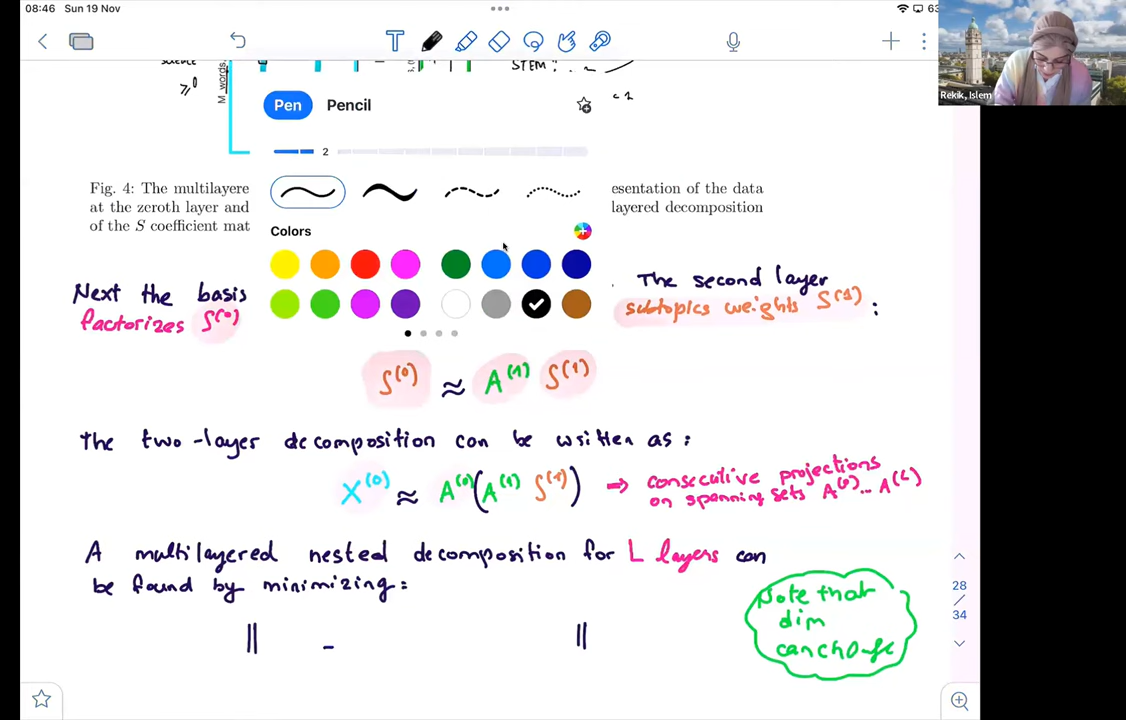 08:46 Sun 19 Nov
63
Rekik, Islem
M words
STEM
Pen Pencil
2
Fig. 4: The multilayere
esentation of the data
at the zeroth layer and
layered decomposition
of the S coefficient mat
Colors
Next the basis
The second layer
factorizes S(0)
subtopics weights S(1) :
S(0) ≈ A(1) S(1)
The two-layer decomposition can be written as:
X(0) ≈ A(0)(A(1) S(1)) → consecutive projections
on spanning sets A(0)... A(L)
A multilayered nested decomposition for L layers can
be found by minimizing:
|| - ||
Note that
dim
can change
28
/
34